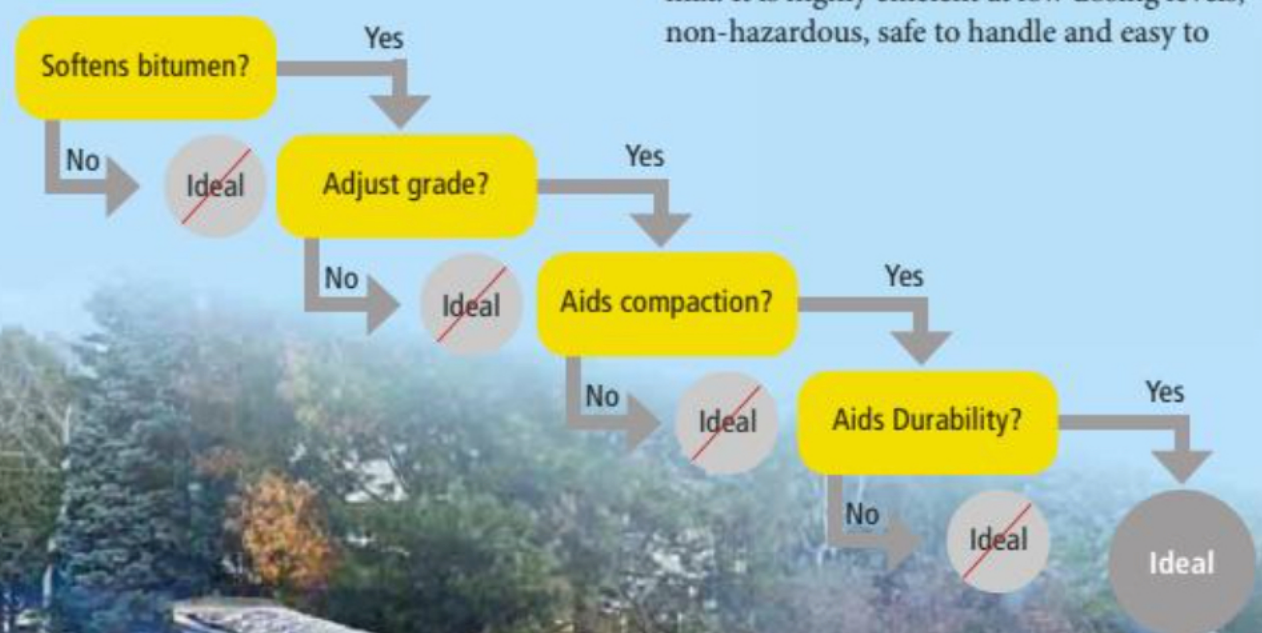 non-hazardous, safe to handle and easy to
Softens bitumen?
Yes
No
Ideal
Adjust grade?
Yes
No
Ideal
Aids compaction?
Yes
No
Ideal
Aids Durability?
Yes
No
Ideal
Ideal